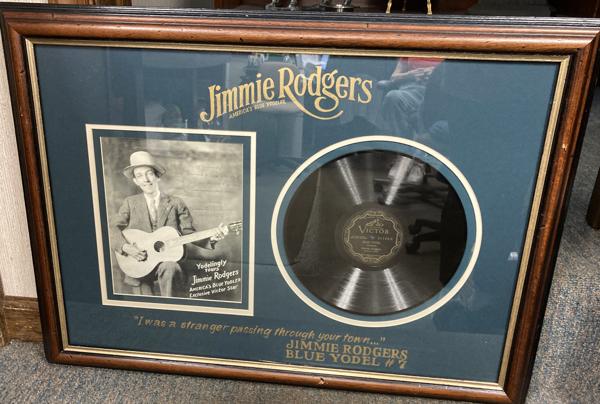 Jimmie Rodgers
AMERICA'S BLUE YODELER
Yodelingly
Yours
Jimmie Rodgers
AMERICA'S BLUE YODELER
Exclusive Victor Star
VICTOR
"I was a stranger passing through your town..."
JIMMIE RODGERS
BLUE YODEL # 7